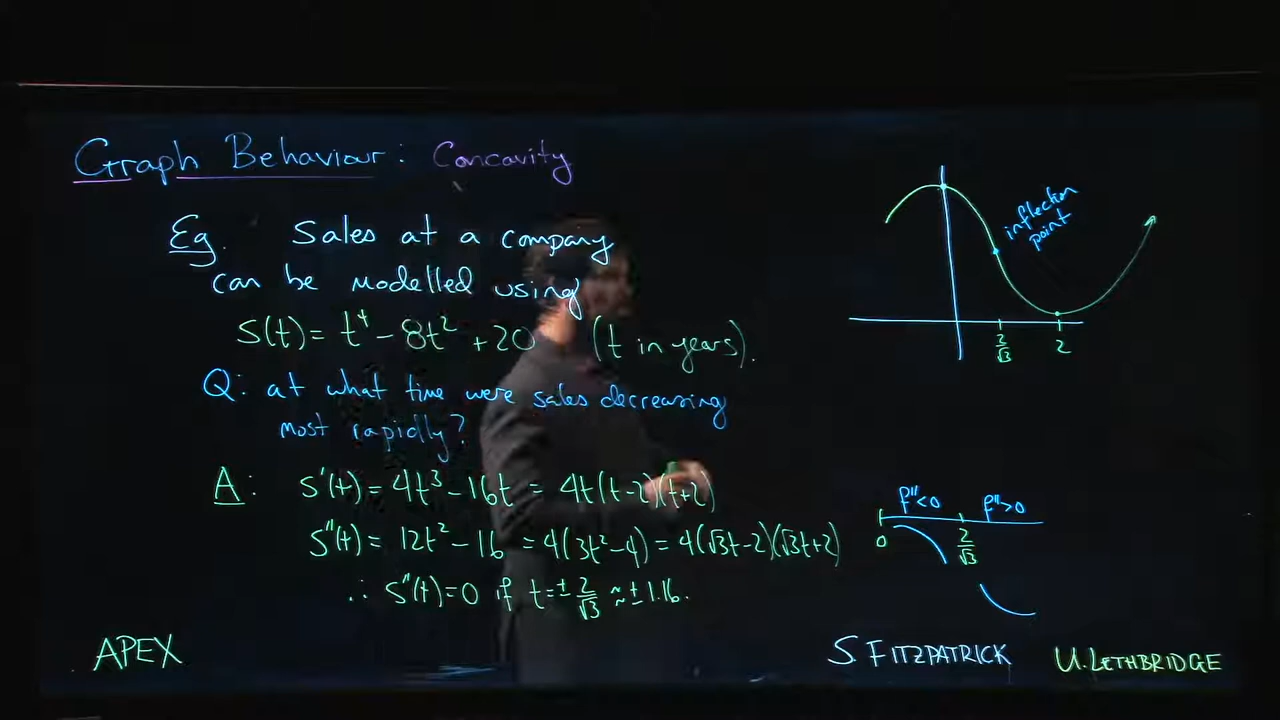 Graph Behaviour: Concavity
Eg. Sales at a company
can be modelled using
S(t) = t⁴ - 8t² + 20 (t in years).
Q: at what time were sales decreasing
most rapidly?
A: S'(t) = 4t³ - 16t = 4t(t-2)(t+2)
S''(t) = 12t² - 16 = 4(3t² - 4) = 4(√3t-2)(√3t+2)
∴ S''(t) = 0 if t = ± 2/√3 ≈ ± 1.16.
inflection
point
2/√3 2
f''<0 f''>0
0 2/√3
APEX
S. FITZPATRICK U. LETHBRIDGE